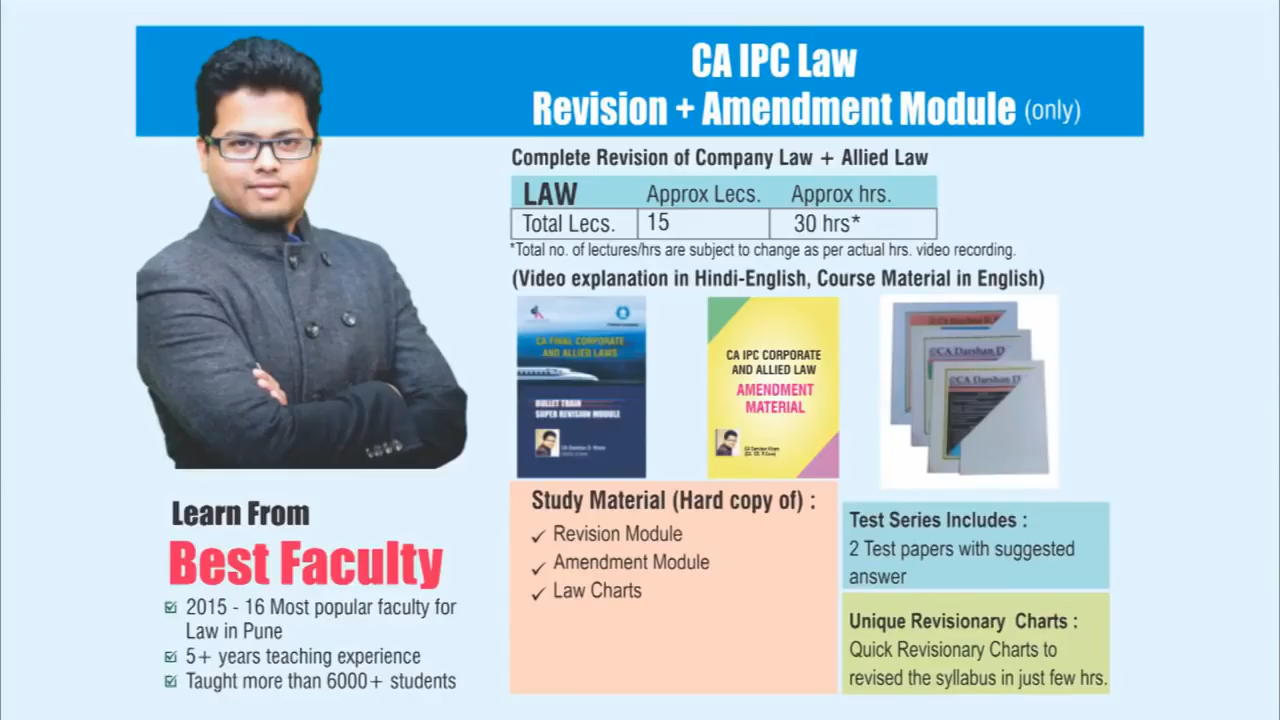 CA IPC Law
Revision + Amendment Module (only)
Complete Revision of Company Law + Allied Law
LAW Approx Lecs. Approx hrs.
Total Lecs. 15 30 hrs*
*Total no. of lectures/hrs are subject to change as per actual hrs. video recording.
(Video explanation in Hindi-English, Course Material in English)
CA FINAL CORPORATE
AND ALLIED LAWS
BULLET TRAIN
SUPER REVISION MODULE
CA IPC CORPORATE
AND ALLIED LAW
AMENDMENT
MATERIAL
©CA Darshan D
©CA Darshan D
Learn From
Best Faculty
2015 - 16 Most popular faculty for
Law in Pune
5+ years teaching experience
Taught more than 6000+ students
Study Material (Hard copy of) :
Revision Module
Amendment Module
Law Charts
Test Series Includes :
2 Test papers with suggested
answer
Unique Revisionary Charts :
Quick Revisionary Charts to
revised the syllabus in just few hrs.